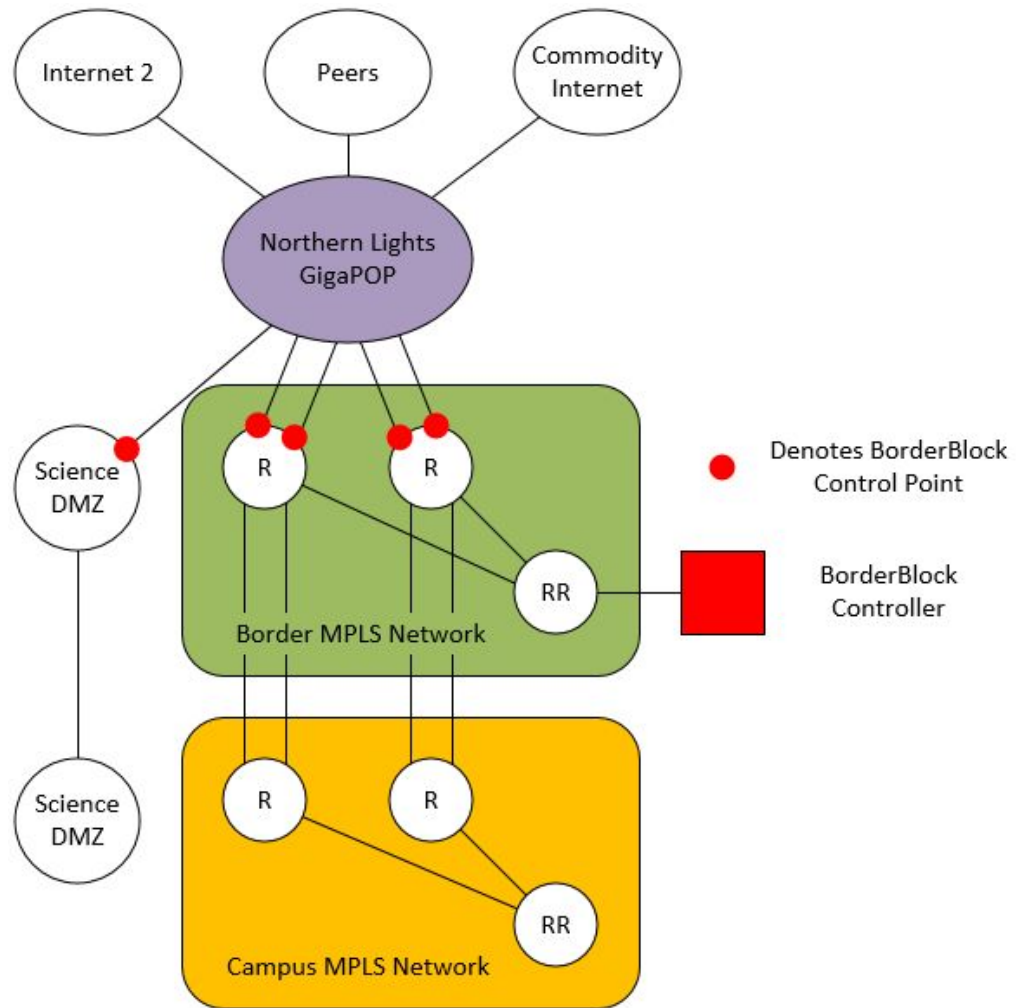 Internet 2
Peers
Commodity
Internet
Northern Lights
GigaPOP
Science
DMZ
R
R
Denotes BorderBlock
Control Point
RR
BorderBlock
Controller
Border MPLS Network
Science
DMZ
R
R
RR
Campus MPLS Network